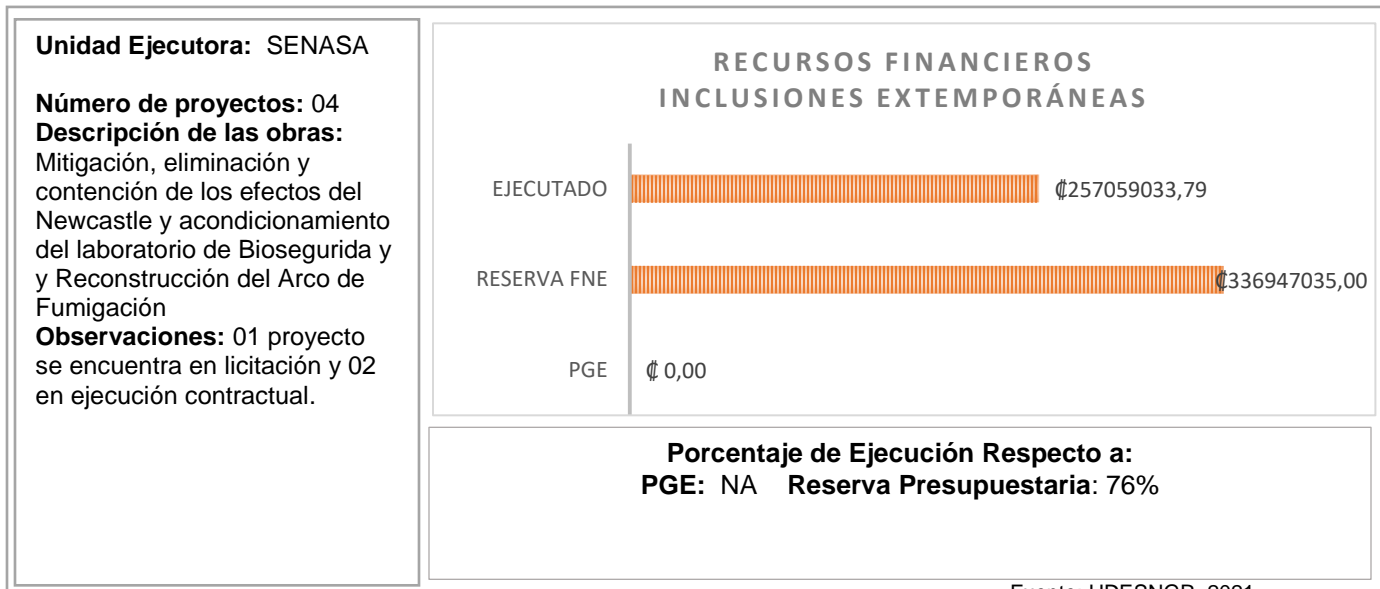 Unidad Ejecutora: SENASA
Número de proyectos: 04
Descripción de las obras:
Mitigación, eliminación y
contención de los efectos del
Newcastle y acondicionamiento
del laboratorio de Biosegurida y
y Reconstrucción del Arco de
Fumigación
Observaciones: 01 proyecto
se encuentra en licitación y 02
en ejecución contractual.
RECURSOS FINANCIEROS
INCLUSIONES EXTEMPORÁNEAS
EJECUTADO ₡257059033,79
RESERVA FNE ₡336947035,00
PGE ₡ 0,00
Porcentaje de Ejecución Respecto a:
PGE: NA Reserva Presupuestaria: 76%